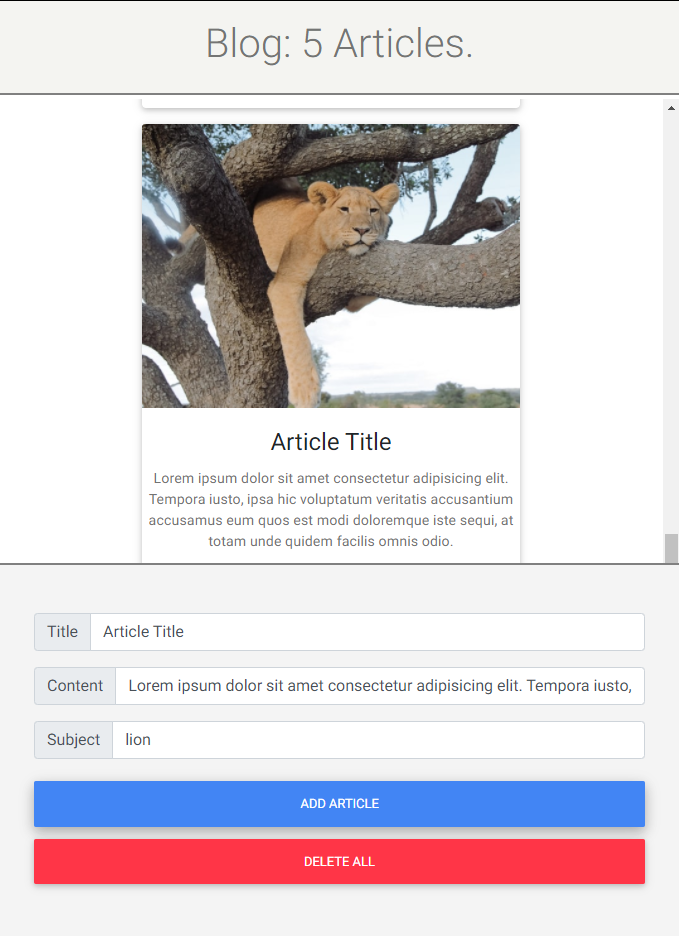 Blog: 5 Articles.
Article Title
Lorem ipsum dolor sit amet consectetur adipisicing elit.
Tempora iusto, ipsa hic voluptatum veritatis accusantium
accusamus eum quos est modi doloremque iste sequi, at
totam unde quidem facilis omnis odio.
Title Article Title
Content Lorem ipsum dolor sit amet consectetur adipisicing elit. Tempora iusto,
Subject lion
ADD ARTICLE
DELETE ALL